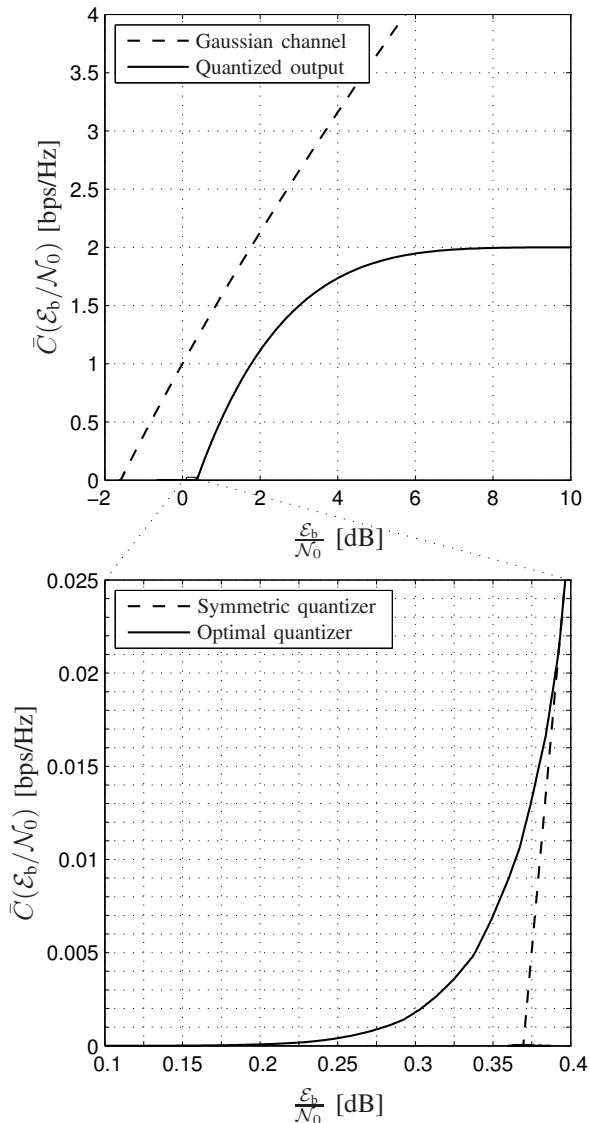 4
3.5
3
2.5
2
1.5
1
0.5
0
C̄(ℰb/𝒩0) [bps/Hz]
Gaussian channel
Quantized output
−2 0 2 4 6 8 10
ℰb/𝒩0 [dB]
0.025
0.02
0.015
0.01
0.005
0
C̄(ℰb/𝒩0) [bps/Hz]
Symmetric quantizer
Optimal quantizer
0.1 0.15 0.2 0.25 0.3 0.35 0.4
ℰb/𝒩0 [dB]